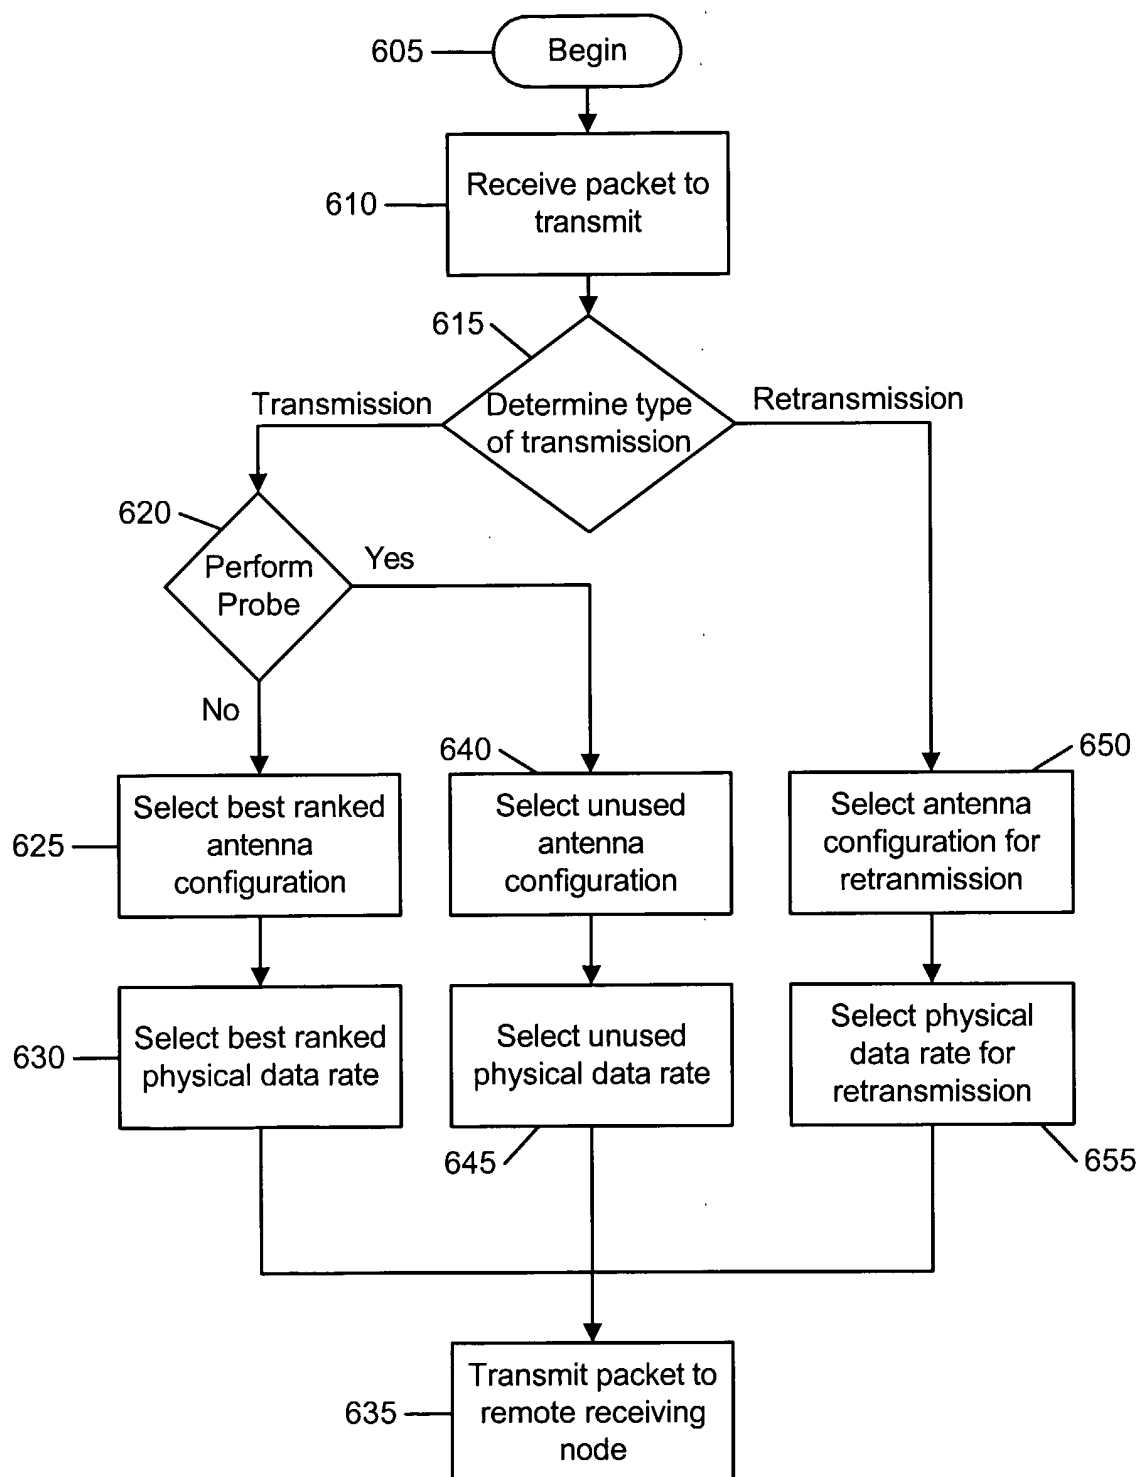 605
Begin
610
Receive packet to
transmit
615
Transmission
Determine type
of transmission
Retransmission
620
Perform
Probe
Yes
No
625
Select best ranked
antenna
configuration
640
Select unused
antenna
configuration
650
Select antenna
configuration for
retranmission
630
Select best ranked
physical data rate
Select unused
physical data rate
645
Select physical
data rate for
retransmission
655
635
Transmit packet to
remote receiving
node